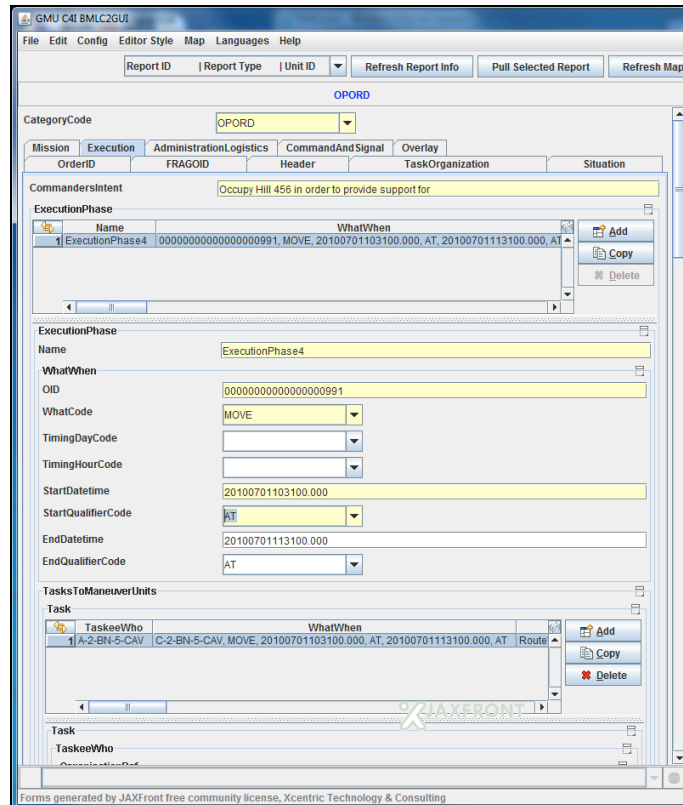 GMU C4I BMLC2GUI
File Edit Config Editor Style Map Languages Help
Report ID | Report Type | Unit ID Refresh Report Info Pull Selected Report Refresh Map
OPORD
CategoryCode OPORD
Mission Execution AdministrationLogistics CommandAndSignal Overlay
OrderID FRAGOID Header TaskOrganization Situation
CommandersIntent Occupy Hill 456 in order to provide support for
ExecutionPhase
Name WhatWhen
1 ExecutionPhase4 00000000000000000991, MOVE, 20100701103100.000, AT, 20100701113100.000, AT
Add
Copy
Delete
ExecutionPhase
Name ExecutionPhase4
WhatWhen
OID 00000000000000000991
WhatCode MOVE
TimingDayCode
TimingHourCode
StartDatetime 20100701103100.000
StartQualifierCode AT
EndDatetime 20100701113100.000
EndQualifierCode AT
TasksToManeuverUnits
Task
TaskeeWho WhatWhen
1 A-2-BN-5-CAV C-2-BN-5-CAV, MOVE, 20100701103100.000, AT, 20100701113100.000, AT Route
Add
Copy
Delete
JAXFRONT
Task
TaskeeWho
Forms generated by JAXFront free community license, Xcentric Technology & Consulting